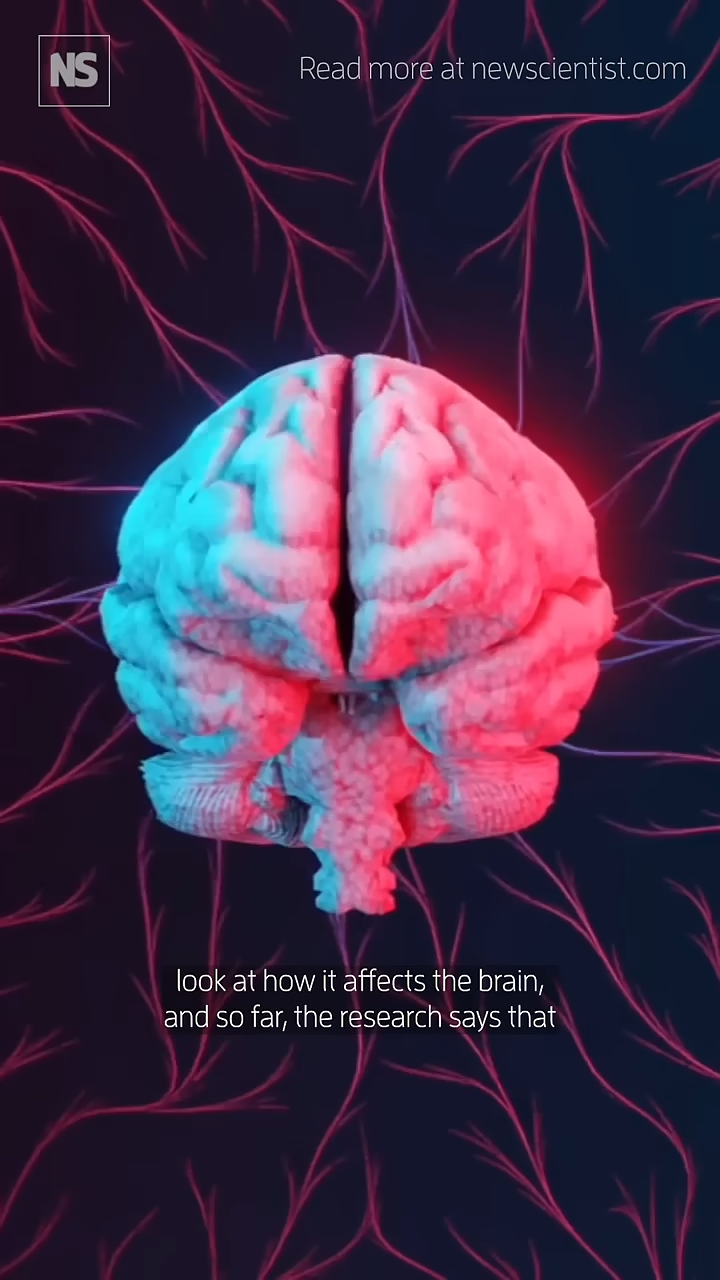 NS
Read more at newscientist.com
look at how it affects the brain,
and so far, the research says that